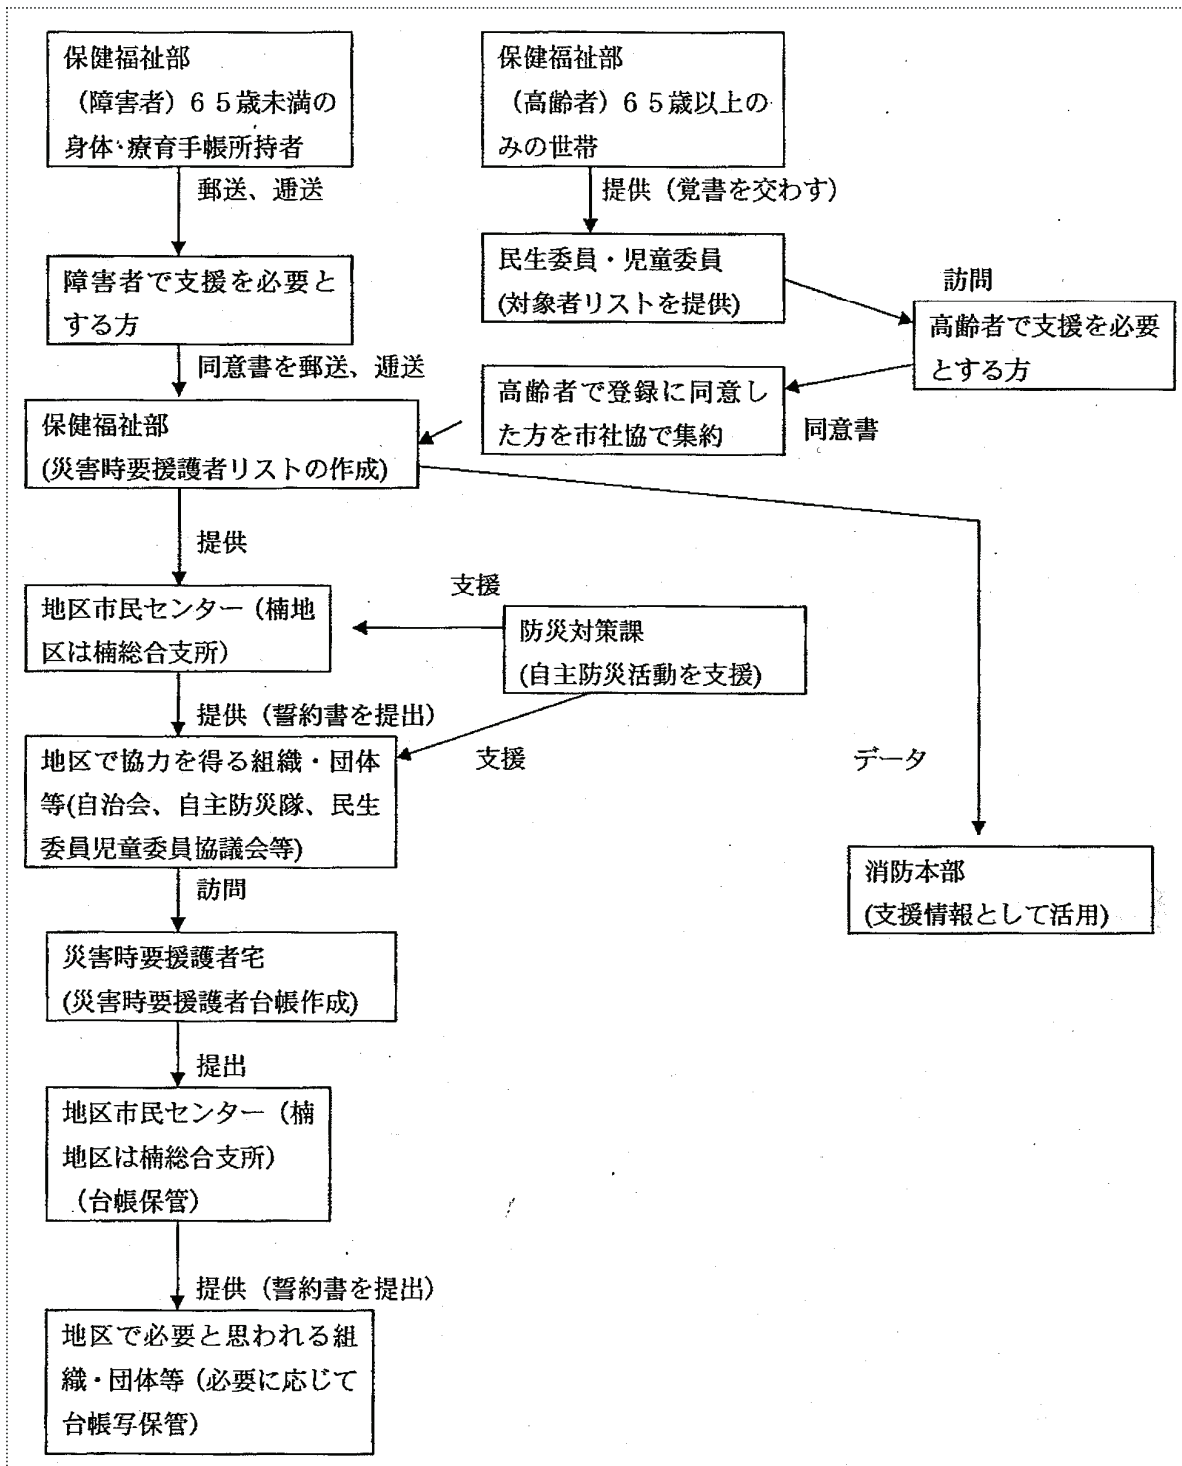 保健福祉部
（障害者）６５歳未満の
身体・療育手帳所持者
郵送、逓送
障害者で支援を必要と
する方
同意書を郵送、逓送
保健福祉部
（高齢者）６５歳以上の
みの世帯
提供（覚書を交わす）
民生委員・児童委員
(対象者リストを提供)
訪問
高齢者で支援を必要
とする方
同意書
高齢者で登録に同意し
た方を市社協で集約
保健福祉部
(災害時要援護者リストの作成)
提供
地区市民センター（楠地
区は楠総合支所）
支援
防災対策課
(自主防災活動を支援)
提供（誓約書を提出）
支援
データ
地区で協力を得る組織・団体
等(自治会、自主防災隊、民生
委員児童委員協議会等)
消防本部
(支援情報として活用)
訪問
災害時要援護者宅
(災害時要援護者台帳作成)
提出
地区市民センター（楠
地区は楠総合支所）
（台帳保管）
提供（誓約書を提出）
地区で必要と思われる組
織・団体等（必要に応じて
台帳写保管）